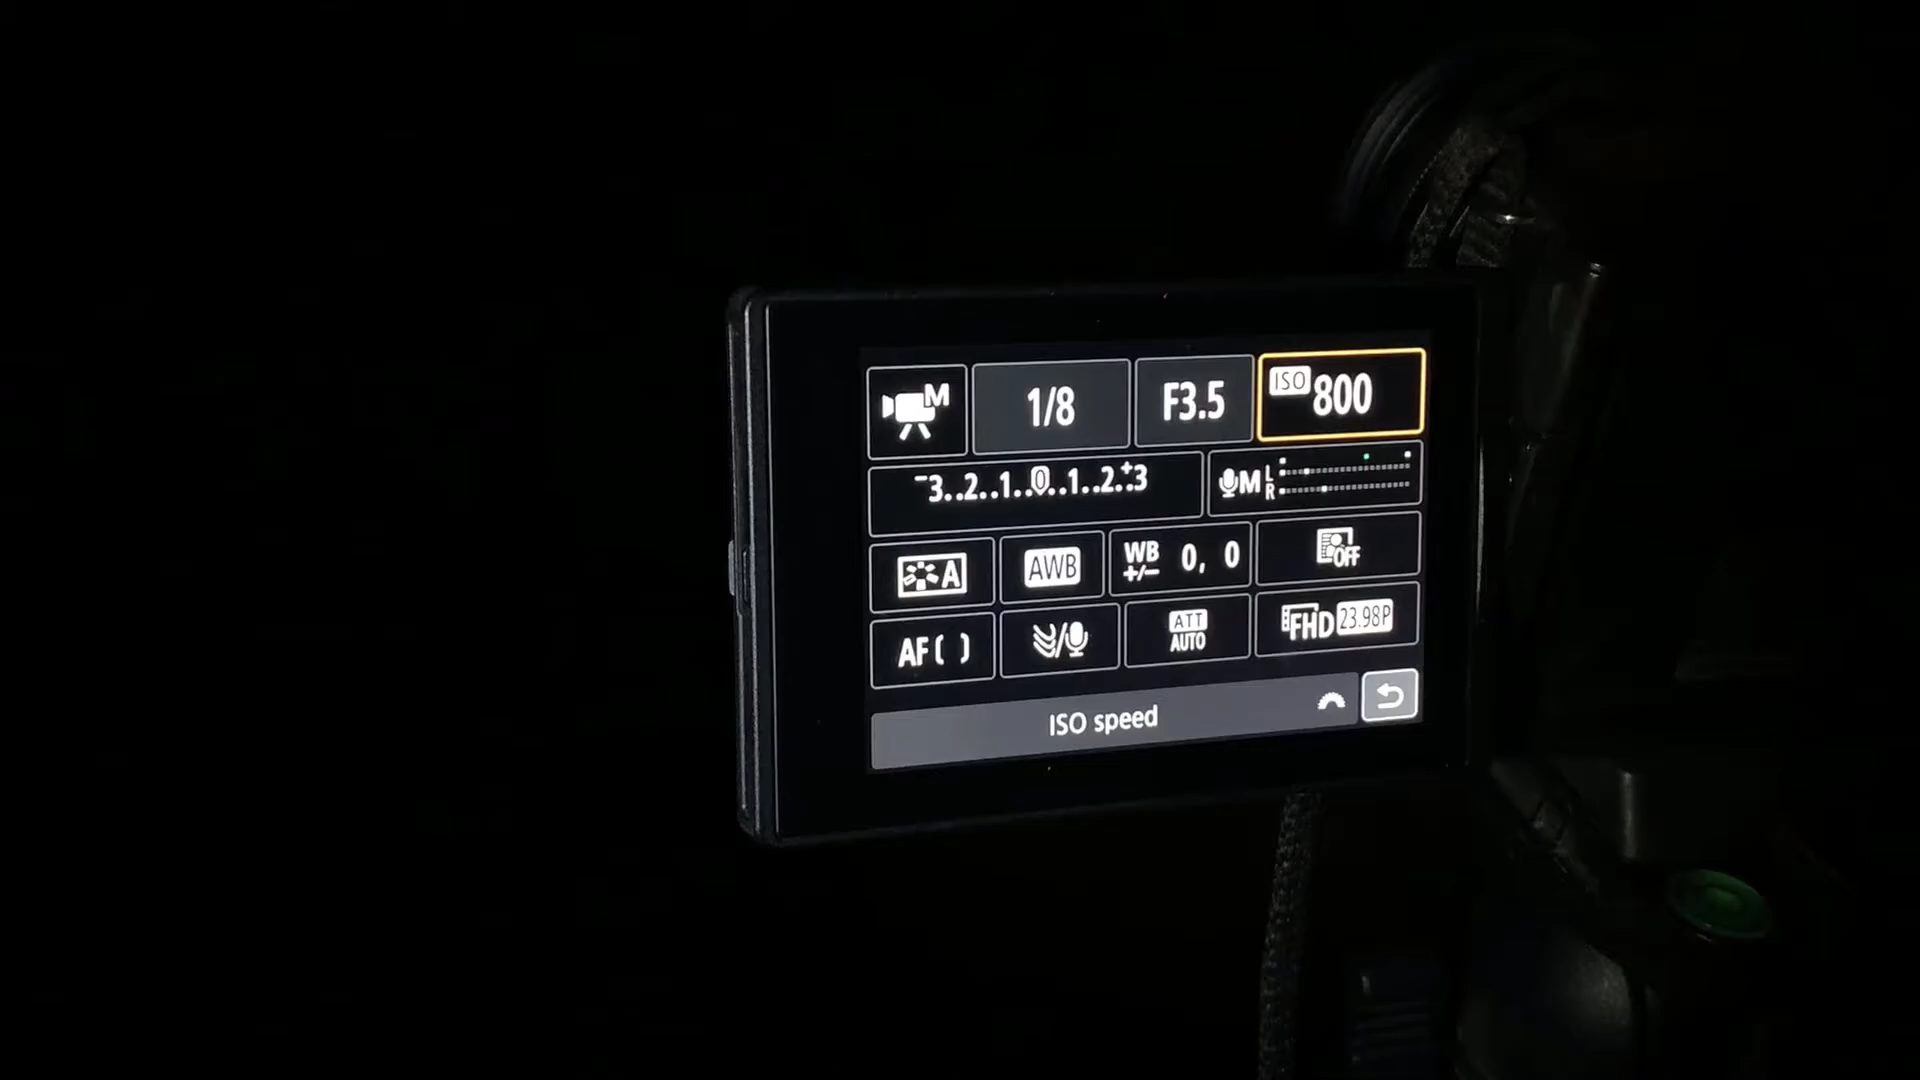 M 1/8 F3.5 ISO 800
-3..2..1..0..1..2..+3 M L R
A AWB WB +/- 0, 0 OFF
AF( ) ATT AUTO FHD 23.98P
ISO speed